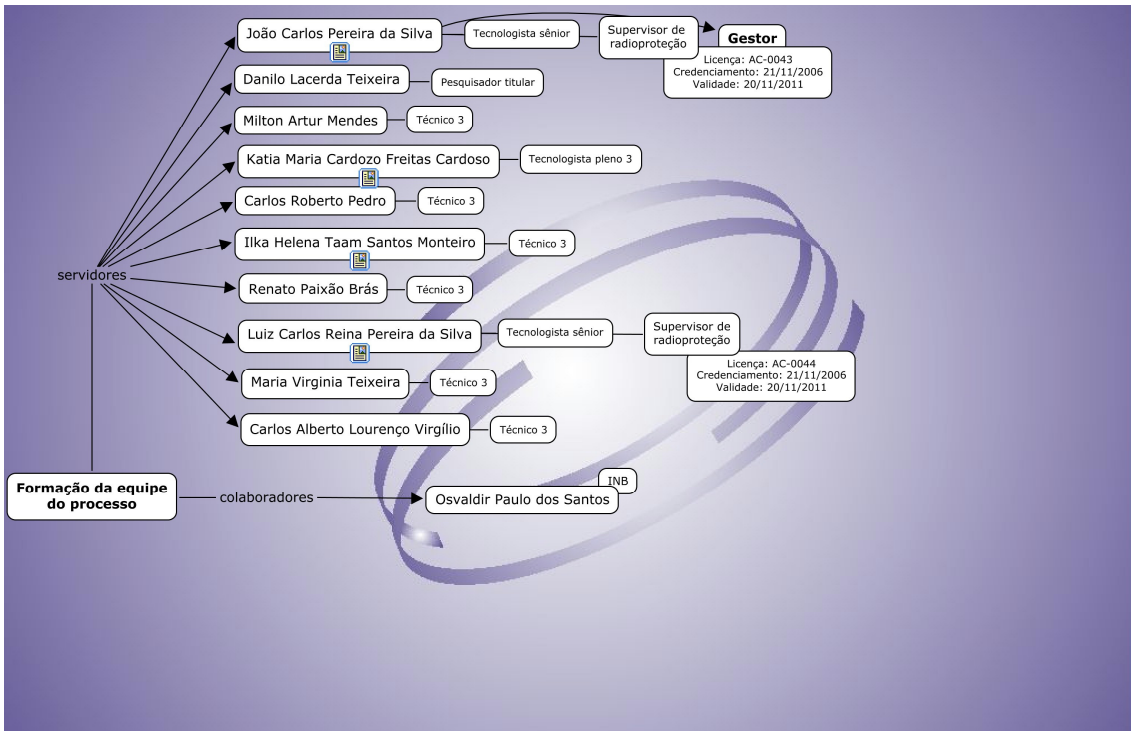 João Carlos Pereira da Silva
Tecnologista sênior
Supervisor de
radioproteção
Gestor
Licença: AC-0043
Credenciamento: 21/11/2006
Validade: 20/11/2011
Danilo Lacerda Teixeira
Pesquisador titular
Milton Artur Mendes
Técnico 3
Katia Maria Cardozo Freitas Cardoso
Tecnologista pleno 3
Carlos Roberto Pedro
Técnico 3
Ilka Helena Taam Santos Monteiro
Técnico 3
servidores
Renato Paixão Brás
Técnico 3
Luiz Carlos Reina Pereira da Silva
Tecnologista sênior
Supervisor de
radioproteção
Licença: AC-0044
Credenciamento: 21/11/2006
Validade: 20/11/2011
Maria Virginia Teixeira
Técnico 3
Carlos Alberto Lourenço Virgílio
Técnico 3
Formação da equipe
do processo
colaboradores
Osvaldir Paulo dos Santos
INB